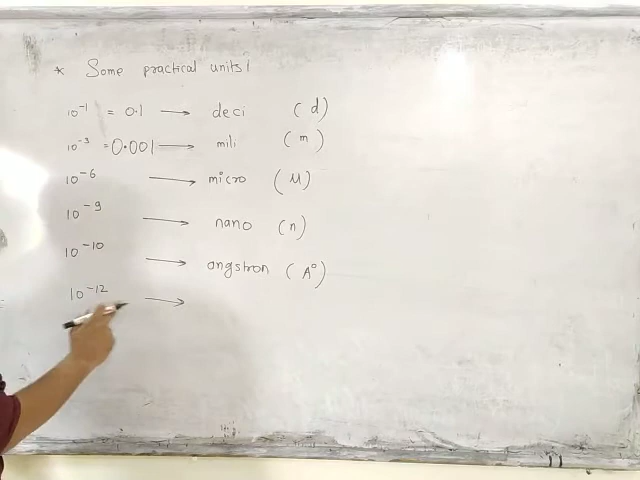 * Some practical units!
10⁻¹ = 0.1 → deci (d)
10⁻³ = 0.001 → mili (m)
10⁻⁶ → micro (μ)
10⁻⁹ → nano (n)
10⁻¹⁰ → angstron (A°)
10⁻¹² →